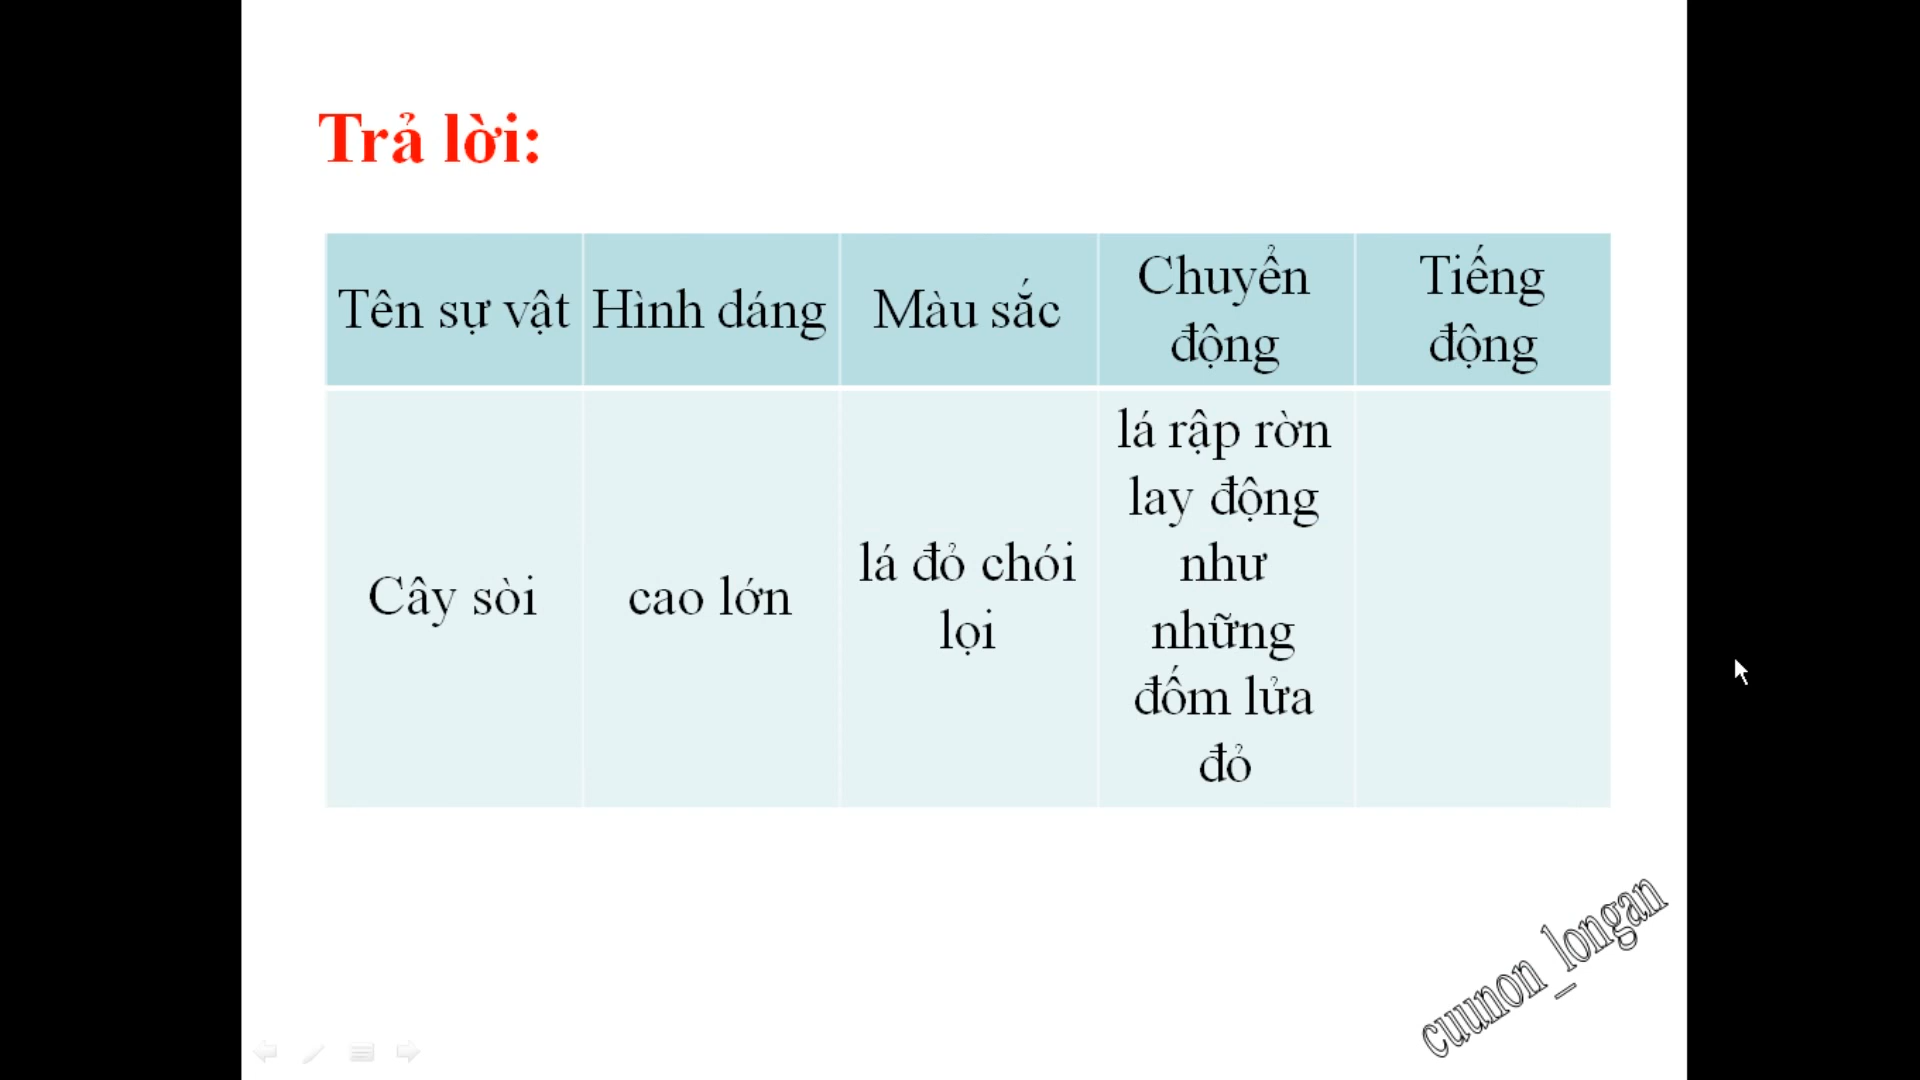 Trả lời:
Tên sự vật
Hình dáng
Màu sắc
Chuyển
động
Tiếng
động
Cây sòi
cao lớn
lá đỏ chói
lọi
lá rập rờn
lay động
như
những
đốm lửa
đỏ
cuunon_longan